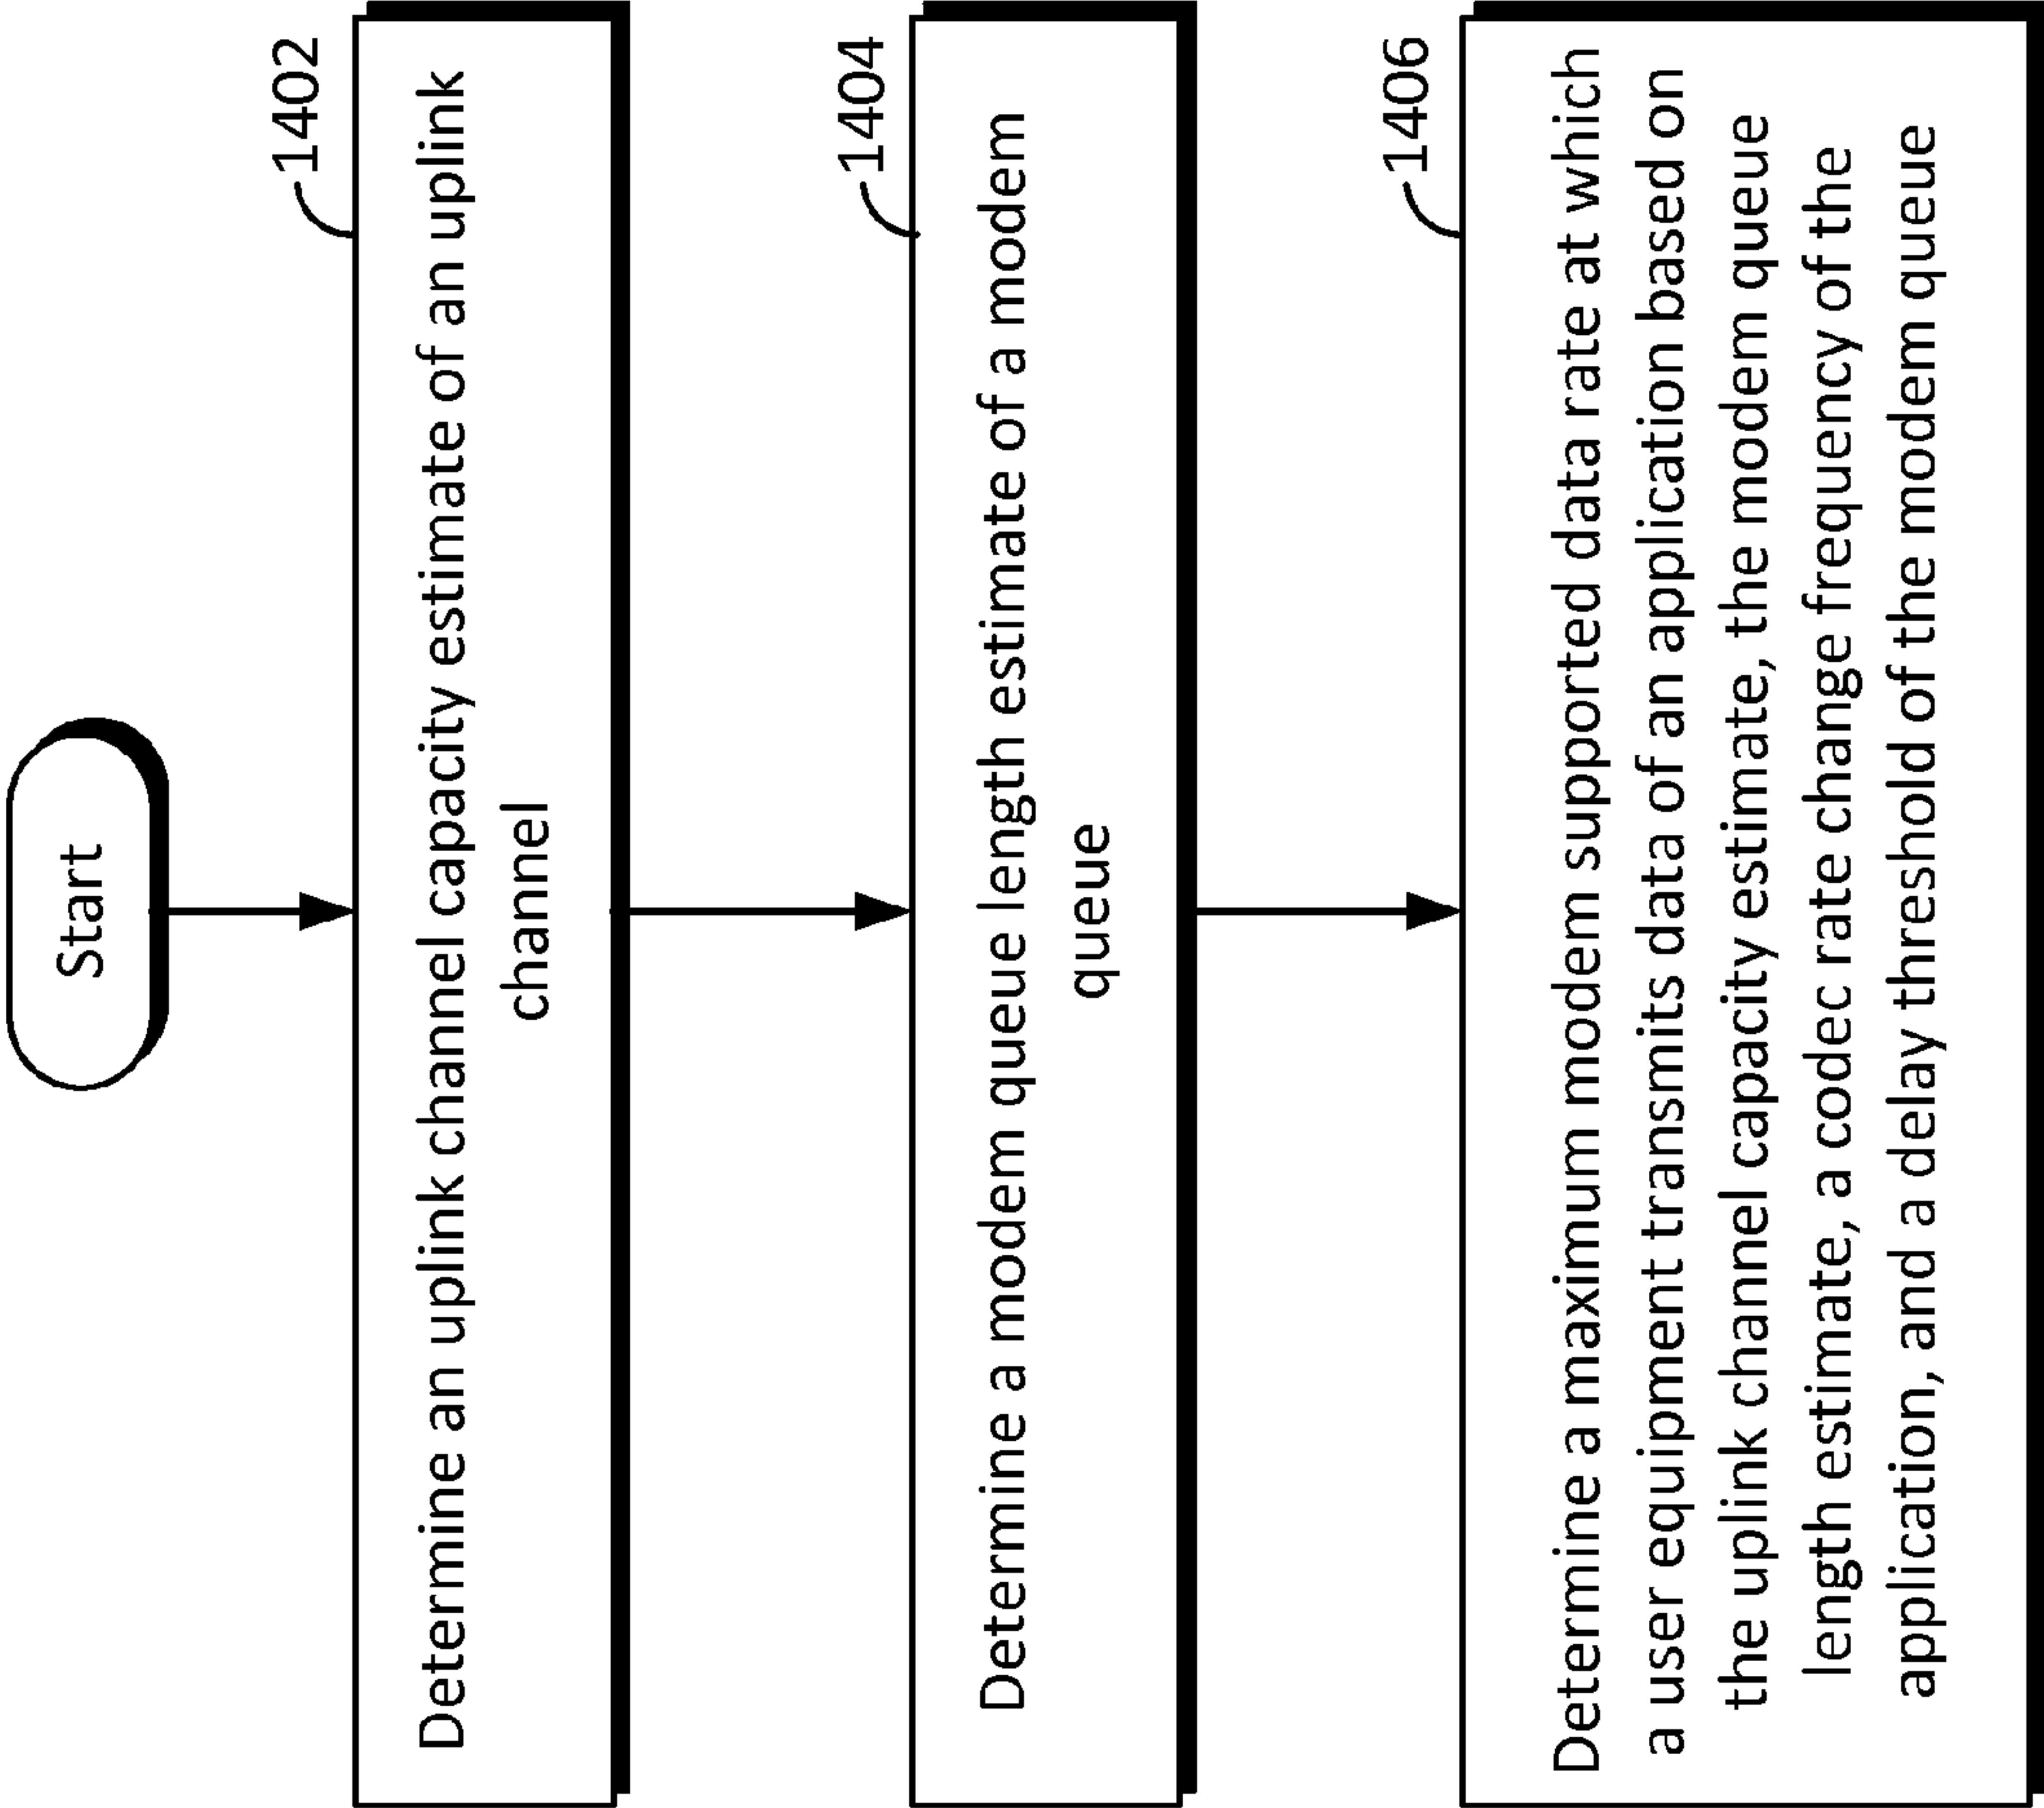 Start
1402
Determine an uplink channel capacity estimate of an uplink
channel
1404
Determine a modem queue length estimate of a modem
queue
1406
Determine a maximum modem supported data rate at which
a user equipment transmits data of an application based on
the uplink channel capacity estimate, the modem queue
length estimate, a codec rate change frequency of the
application, and a delay threshold of the modem queue